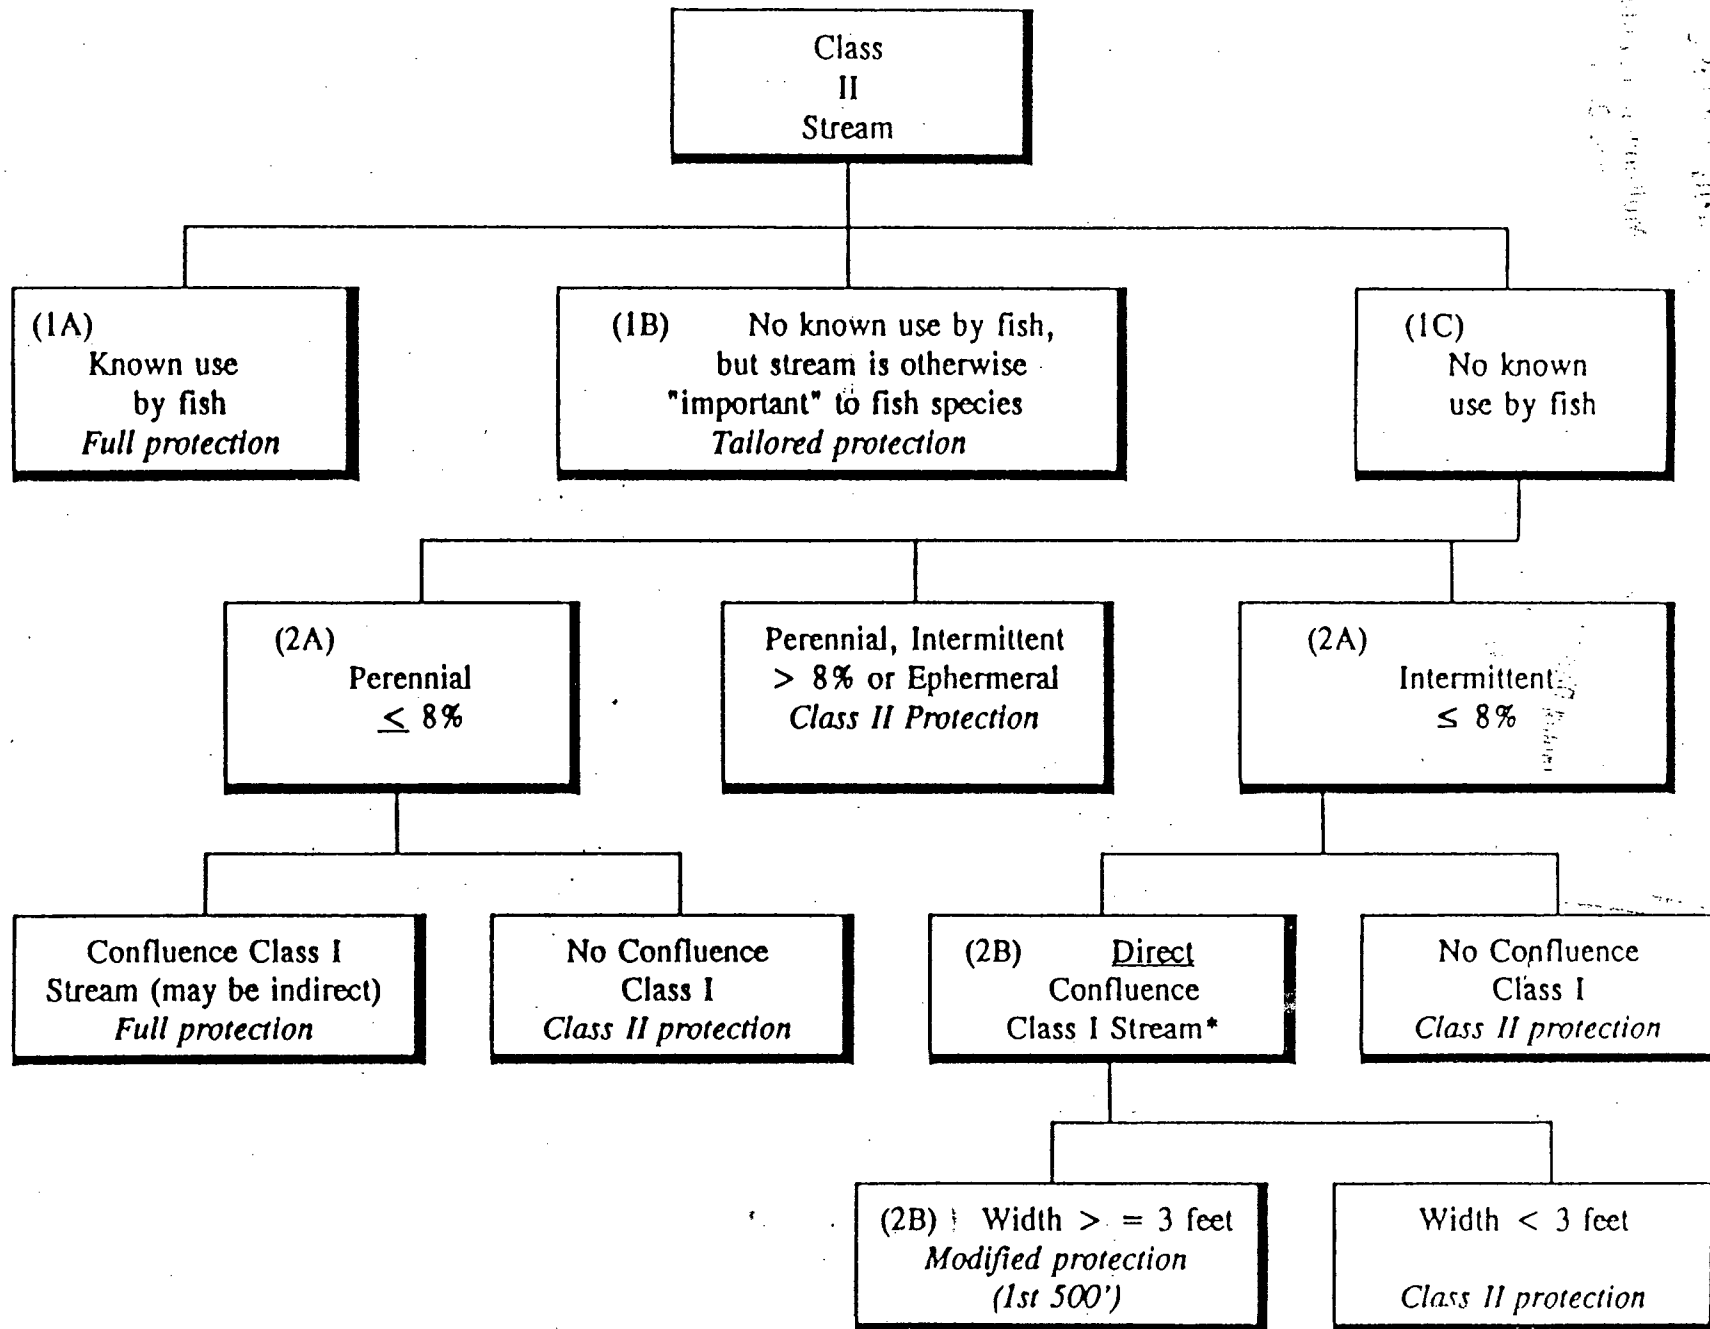 Class
II
Stream
(1A)
Known use
by fish
Full protection
(1B) No known use by fish,
but stream is otherwise
"important" to fish species
Tailored protection
(1C)
No known
use by fish
(2A)
Perennial
≤ 8%
Perennial, Intermittent
> 8% or Ephermeral
Class II Protection
(2A)
Intermittent
≤ 8%
Confluence Class I
Stream (may be indirect)
Full protection
No Confluence
Class I
Class II protection
(2B) Direct
Confluence
Class I Stream*
No Confluence
Class I
Class II protection
(2B) Width > = 3 feet
Modified protection
(1st 500')
Width < 3 feet
Class II protection